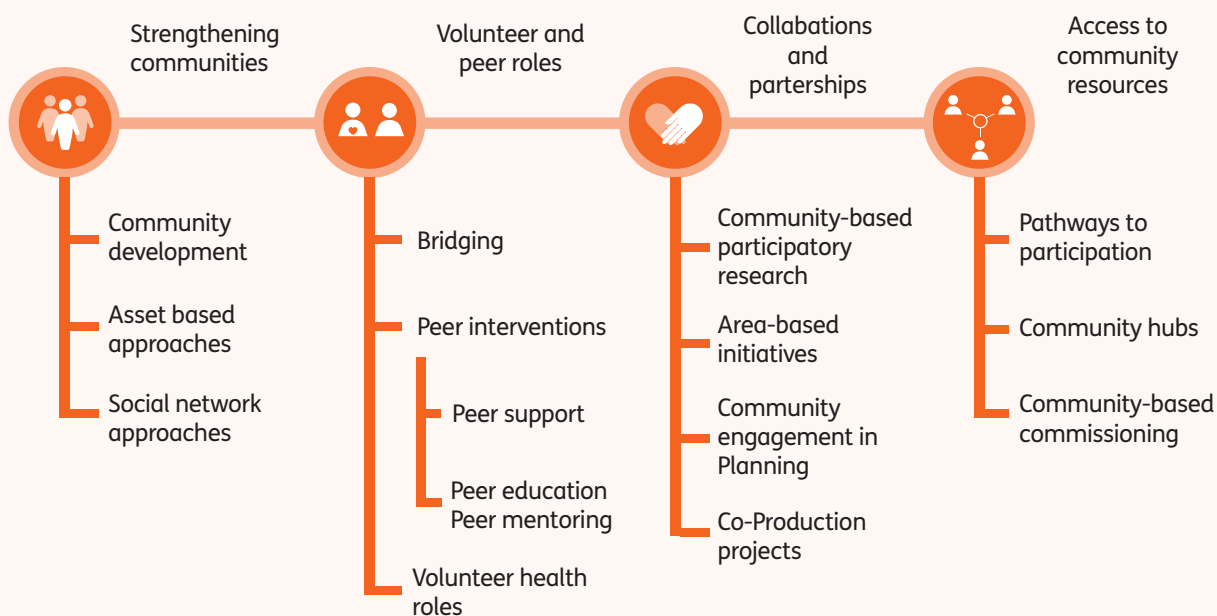 Strengthening
communities
Volunteer and
peer roles
Collabations
and
parterships
Access to
community
resources
Community
development
Asset based
approaches
Social network
approaches
Bridging
Peer interventions
Peer support
Peer education
Peer mentoring
Volunteer health
roles
Community-based
participatory
research
Area-based
initiatives
Community
engagement in
Planning
Co-Production
projects
Pathways to
participation
Community hubs
Community-based
commissioning